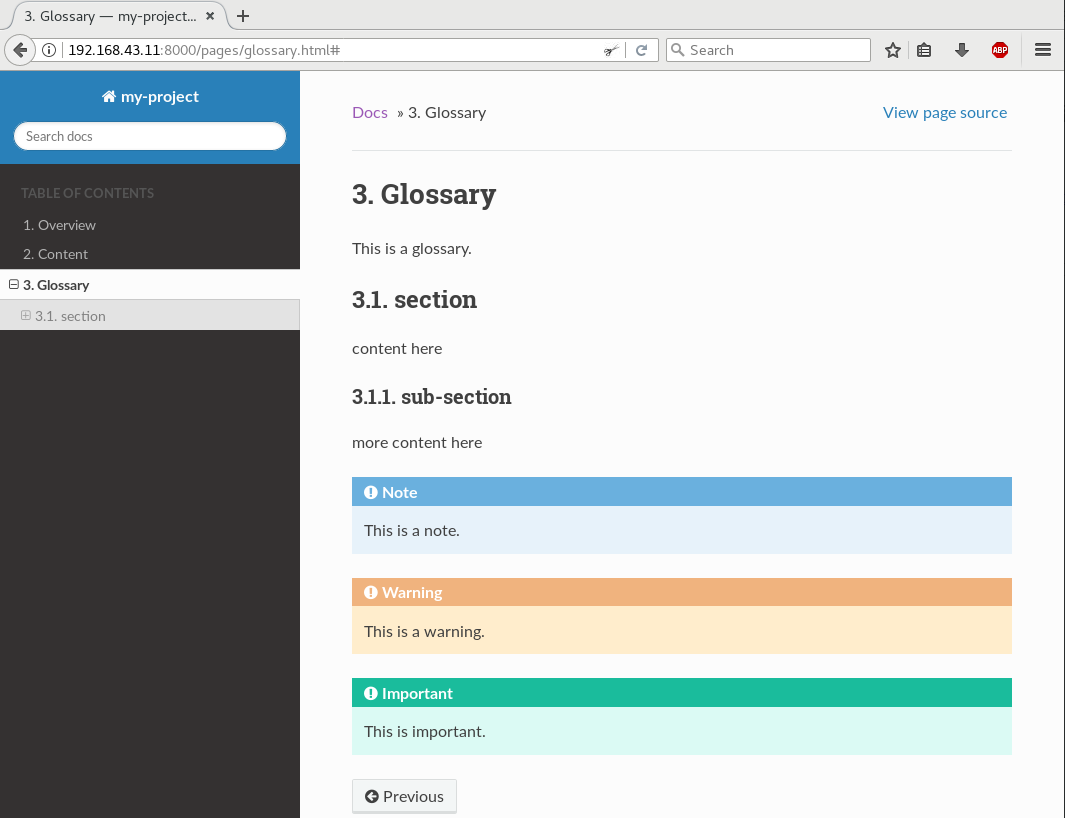 3. Glossary — my-project...
192.168.43.11:8000/pages/glossary.html#
Search
ABP
my-project
Search docs
TABLE OF CONTENTS
1. Overview
2. Content
3. Glossary
3.1. section
Docs » 3. Glossary
View page source
3. Glossary
This is a glossary.
3.1. section
content here
3.1.1. sub-section
more content here
Note
This is a note.
Warning
This is a warning.
Important
This is important.
Previous